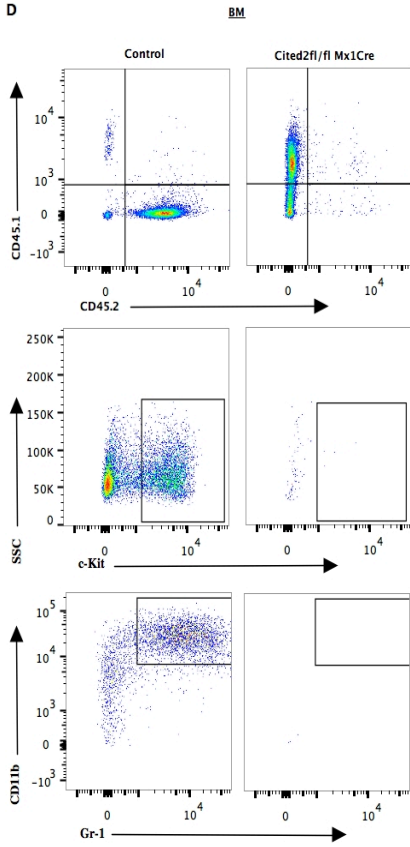 D
BM
Control
Cited2fl/fl Mx1Cre
CD45.1
10^4
10^3
0
-10^3
0
10^4
0
10^4
CD45.2
SSC
250K
200K
150K
100K
50K
0
0
10^4
0
10^4
c-Kit
CD11b
10^5
10^4
10^3
0
-10^3
0
10^4
0
10^4
Gr-1